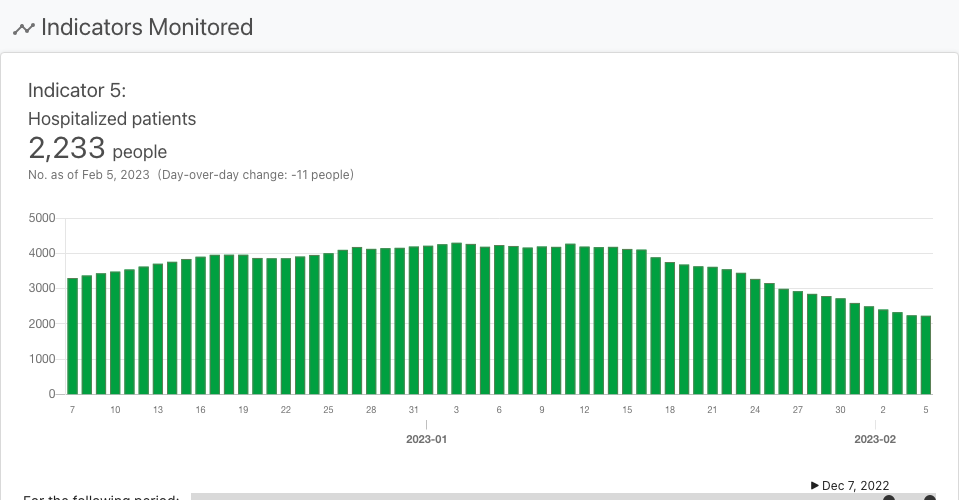 Indicators Monitored
Indicator 5:
Hospitalized patients
2,233 people
No. as of Feb 5, 2023 (Day-over-day change: -11 people)
5000
4000
3000
2000
1000
0
7 10 13 16 19 22 25 28 31 3 6 9 12 15 18 21 24 27 30 2 5
2023-01 2023-02
▶ Dec 7, 2022
For the following period: